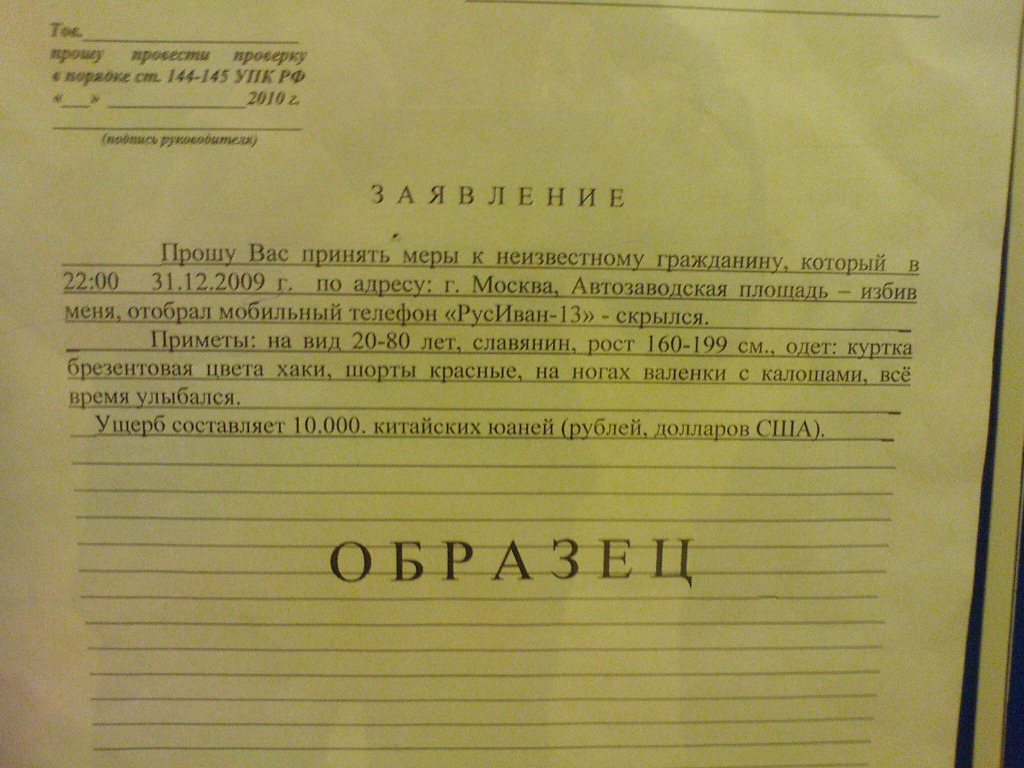 Тов.
прошу провести проверку
в порядке ст. 144-145 УПК РФ
«___» ______________2010 г.
(подпись руководителя)
З А Я В Л Е Н И Е
Прошу Вас принять меры к неизвестному гражданину, который в
22:00 31.12.2009 г. по адресу: г. Москва, Автозаводская площадь – избив
меня, отобрал мобильный телефон «РусИван-13» - скрылся.
Приметы: на вид 20-80 лет, славянин, рост 160-199 см., одет: куртка
брезентовая цвета хаки, шорты красные, на ногах валенки с калошами, всё
время улыбался.
Ущерб составляет 10.000. китайских юаней (рублей, долларов США).
О Б Р А З Е Ц